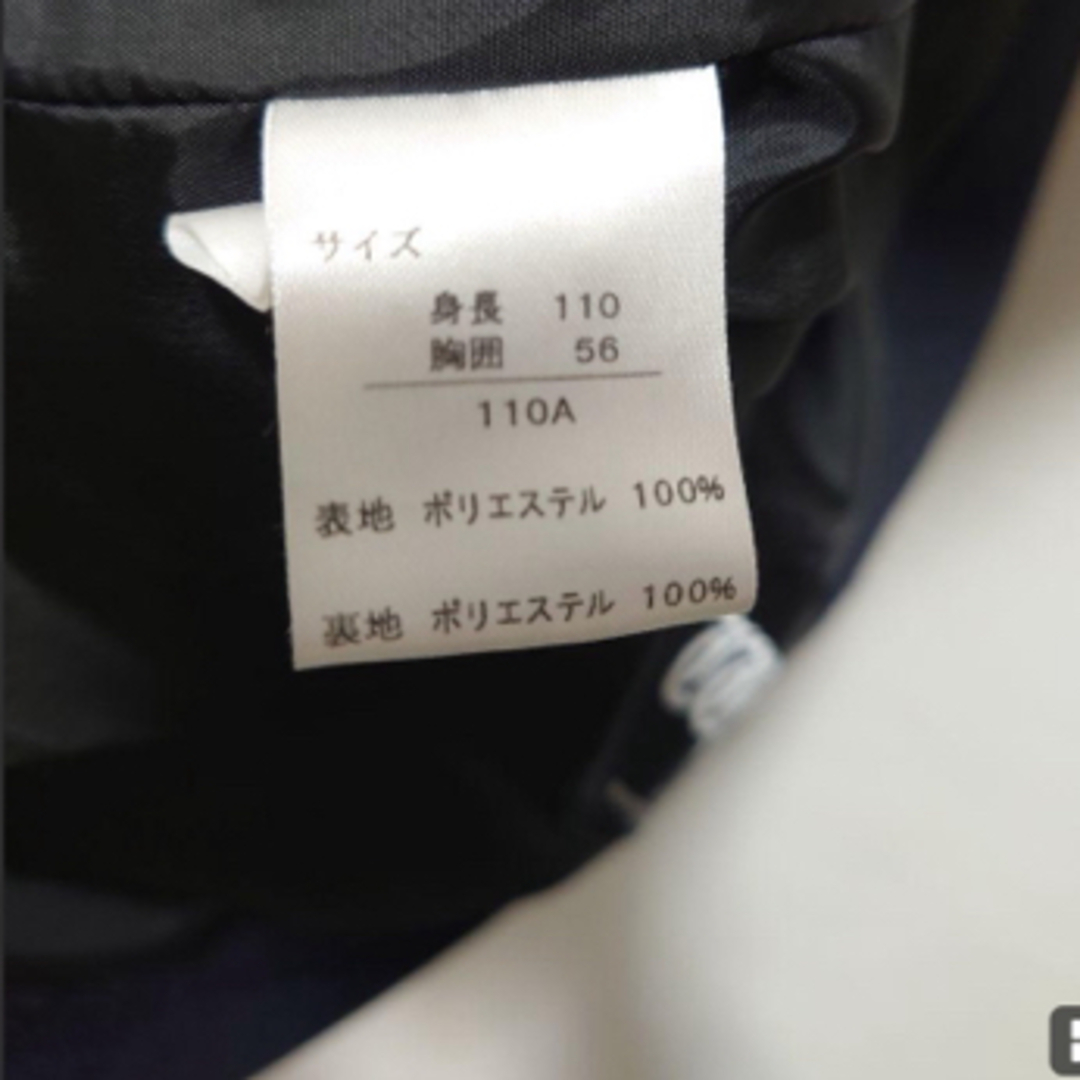 サイズ
身長 110
胸囲 56
110A
表地 ポリエステル 100%
裏地 ポリエステル 100%